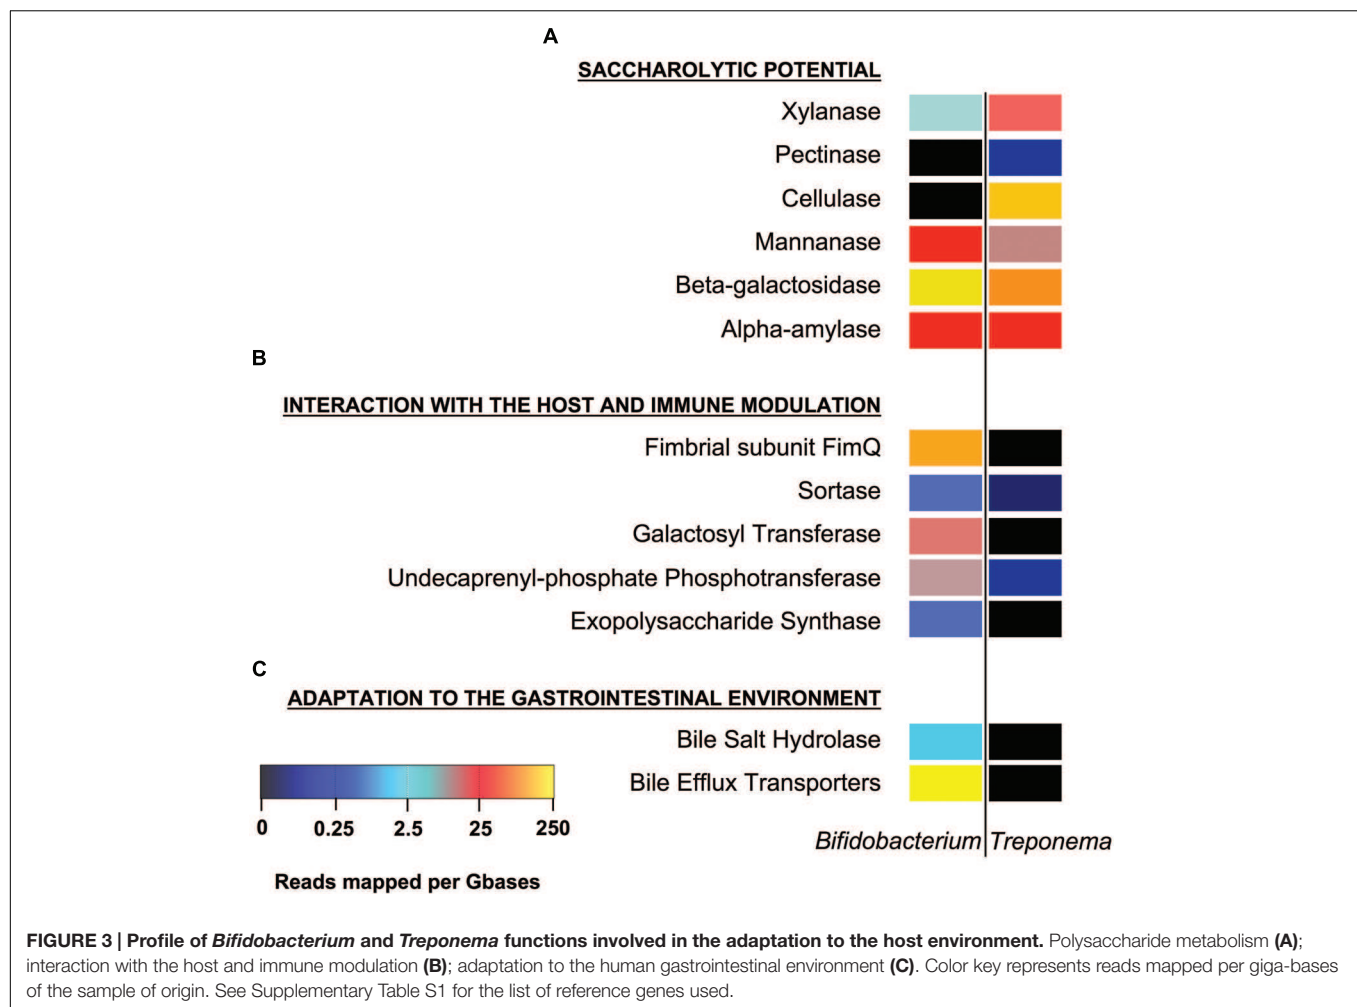 A
SACCHAROLYTIC POTENTIAL
Xylanase
Pectinase
Cellulase
Mannanase
Beta-galactosidase
Alpha-amylase
B
INTERACTION WITH THE HOST AND IMMUNE MODULATION
Fimbrial subunit FimQ
Sortase
Galactosyl Transferase
Undecaprenyl-phosphate Phosphotransferase
Exopolysaccharide Synthase
C
ADAPTATION TO THE GASTROINTESTINAL ENVIRONMENT
Bile Salt Hydrolase
Bile Efflux Transporters
0 0.25 2.5 25 250
Reads mapped per Gbases
Bifidobacterium Treponema
FIGURE 3 | Profile of Bifidobacterium and Treponema functions involved in the adaptation to the host environment. Polysaccharide metabolism (A);
interaction with the host and immune modulation (B); adaptation to the human gastrointestinal environment (C). Color key represents reads mapped per giga-bases
of the sample of origin. See Supplementary Table S1 for the list of reference genes used.